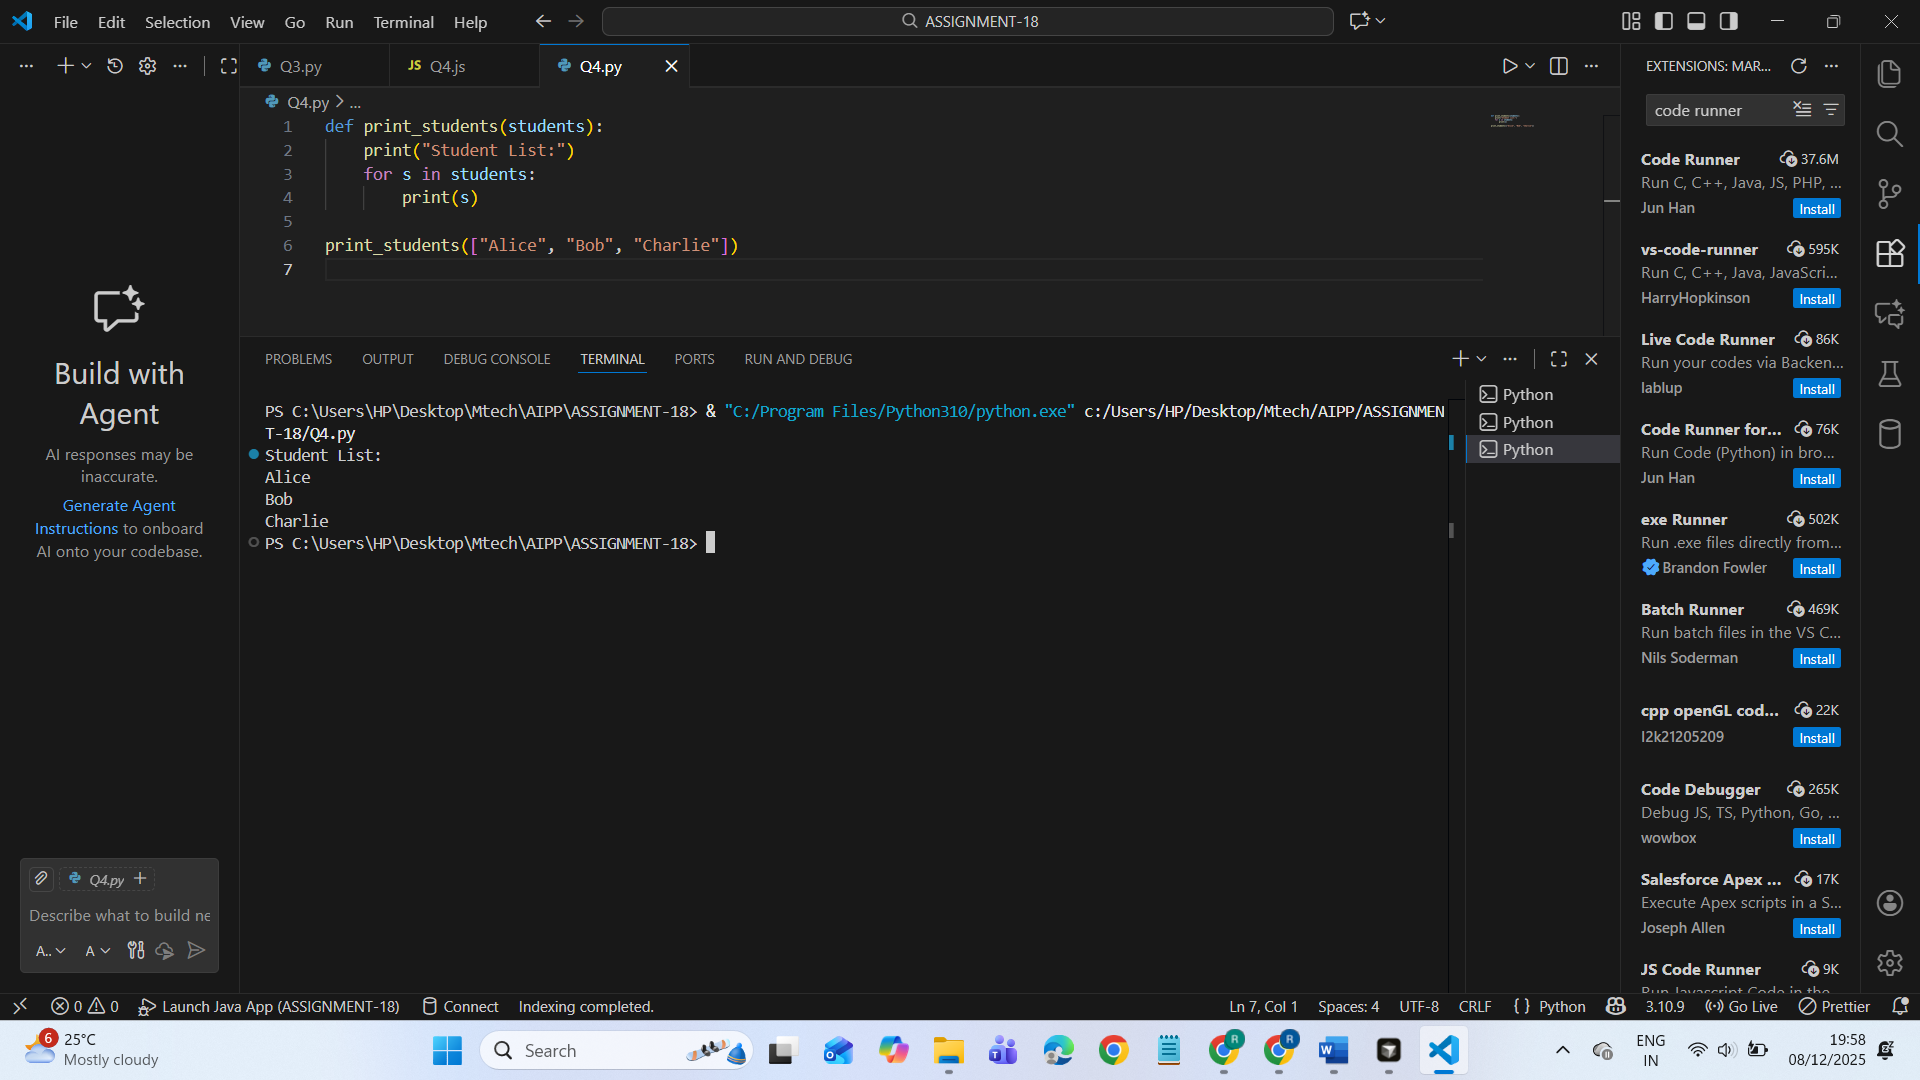 File Edit Selection View Go Run Terminal Help
ASSIGNMENT-18
Q3.py
JS Q4.js
Q4.py
Q4.py > ...
1 def print_students(students):
2 print("Student List:")
3 for s in students:
4 print(s)
5
6 print_students(["Alice", "Bob", "Charlie"])
7
Build with
Agent
AI responses may be
inaccurate.
Generate Agent
Instructions to onboard
AI onto your codebase.
Q4.py
Describe what to build ne
A..
A
PROBLEMS OUTPUT DEBUG CONSOLE TERMINAL PORTS RUN AND DEBUG
PS C:\Users\HP\Desktop\Mtech\AIPP\ASSIGNMENT-18> & "C:/Program Files/Python310/python.exe" c:/Users/HP/Desktop/Mtech/AIPP/ASSIGNMEN
T-18/Q4.py
Student List:
Alice
Bob
Charlie
PS C:\Users\HP\Desktop\Mtech\AIPP\ASSIGNMENT-18>
Python
Python
Python
EXTENSIONS: MAR...
code runner
Code Runner 37.6M
Run C, C++, Java, JS, PHP, ...
Jun Han Install
vs-code-runner 595K
Run C, C++, Java, JavaScri...
HarryHopkinson Install
Live Code Runner 86K
Run your codes via Backen...
lablup Install
Code Runner for... 76K
Run Code (Python) in bro...
Jun Han Install
exe Runner 502K
Run .exe files directly from...
Brandon Fowler Install
Batch Runner 469K
Run batch files in the VS C...
Nils Soderman Install
cpp openGL cod... 22K
l2k21205209 Install
Code Debugger 265K
Debug JS, TS, Python, Go, ...
wowbox Install
Salesforce Apex ... 17K
Execute Apex scripts in a S...
Joseph Allen Install
JS Code Runner 9K
Run Javascript Code in the
0 0 Launch Java App (ASSIGNMENT-18) Connect Indexing completed.
Ln 7, Col 1 Spaces: 4 UTF-8 CRLF {} Python 3.10.9 Go Live Prettier
6
25°C
Mostly cloudy
Search
R
R
ENG
IN
19:58
08/12/2025